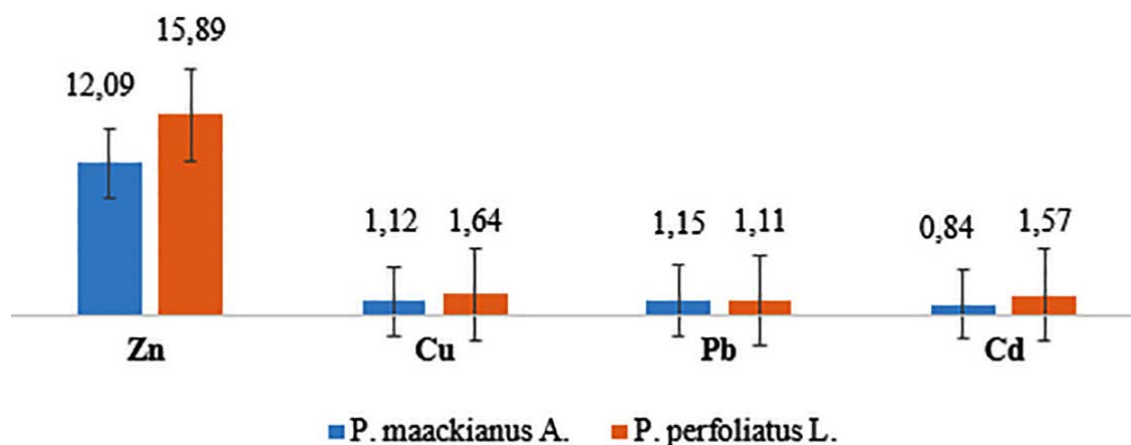 15,89
12,09
1,12 1,64 1,15 1,11 0,84 1,57
Zn Cu Pb Cd
P. maackianus A. P. perfoliatus L.